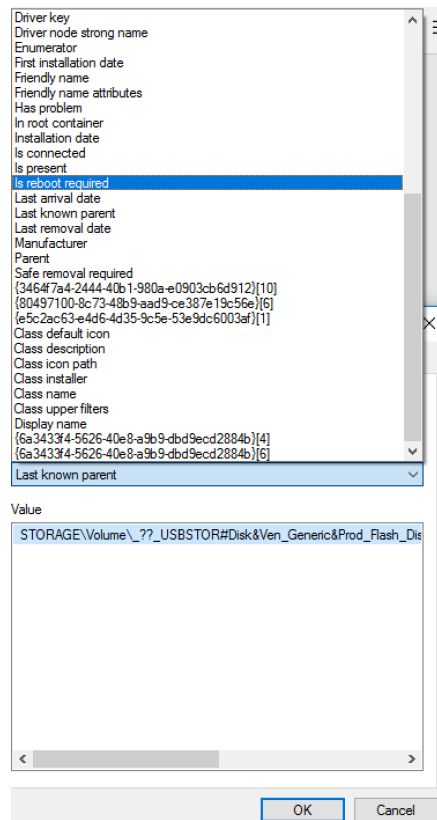 Driver key
Driver node strong name
Enumerator
First installation date
Friendly name
Friendly name attributes
Has problem
In root container
Installation date
Is connected
Is present
Is reboot required
Last arrival date
Last known parent
Last removal date
Manufacturer
Parent
Safe removal required
{3464f7a4-2444-40b1-980a-e0903cb6d912}[10]
{80497100-8c73-48b9-aad9-ce387e19c56e}[6]
{e5c2ac63-e4d6-4d35-9c5e-53e9dc6003af}[1]
Class default icon
Class description
Class icon path
Class installer
Class name
Class upper filters
Display name
{6a3433f4-5626-40e8-a9b9-dbd9ecd2884b}[4]
{6a3433f4-5626-40e8-a9b9-dbd9ecd2884b}[6]
Last known parent
Value
STORAGE\Volume\_??_USBSTOR#Disk&Ven_Generic&Prod_Flash_Dis
OK
Cancel